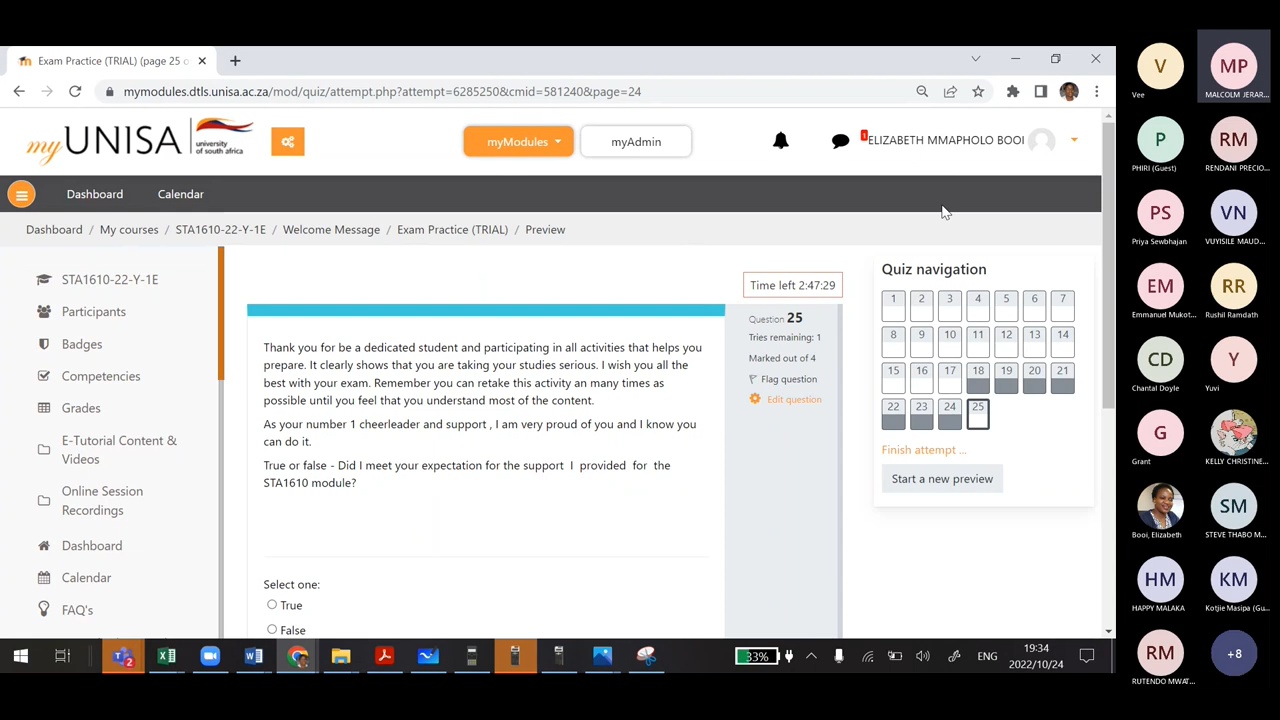 Exam Practice (TRIAL) (page 25 o
mymodules.dtls.unisa.ac.za/mod/quiz/attempt.php?attempt=6285250&cmid=581240&page=24
my UNISA university of south africa
myModules
myAdmin
1
ELIZABETH MMAPHOLO BOOI
Dashboard
Calendar
Dashboard / My courses / STA1610-22-Y-1E / Welcome Message / Exam Practice (TRIAL) / Preview
STA1610-22-Y-1E
Participants
Badges
Competencies
Grades
E-Tutorial Content &
Videos
Online Session
Recordings
Dashboard
Calendar
FAQ's
Time left 2:47:29
Question 25
Tries remaining: 1
Marked out of 4
Flag question
Edit question
Thank you for be a dedicated student and participating in all activities that helps you
prepare. It clearly shows that you are taking your studies serious. I wish you all the
best with your exam. Remember you can retake this activity an many times as
possible until you feel that you understand most of the content.
As your number 1 cheerleader and support , I am very proud of you and I know you
can do it.
True or false - Did I meet your expectation for the support I provided for the
STA1610 module?
Select one:
True
False
Quiz navigation
1 2 3 4 5 6 7
8 9 10 11 12 13 14
15 16 17 18 19 20 21
22 23 24 25
Finish attempt ...
Start a new preview
2
33%
ENG
19:34
2022/10/24
V
Vee
MP
MALCOLM JERAR...
P
PHIRI (Guest)
RM
RENDANI PRECIO...
PS
Priya Sewbhajan
VN
VUYISILE MAUD...
EM
Emmanuel Mukot...
RR
Rushil Ramdath
CD
Chantal Doyle
Y
Yuvi
G
Grant
KELLY CHRISTINE...
Booi, Elizabeth
SM
STEVE THABO M...
HM
HAPPY MALAKA
KM
Kotjie Masipa (Gu...
RM
RUTENDO MWAT...
+8